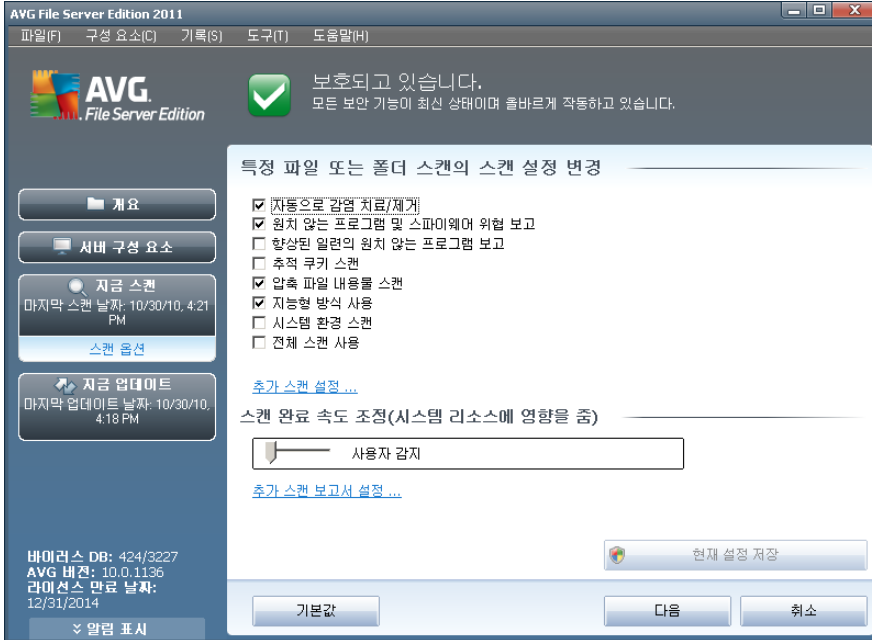 AVG File Server Edition 2011
파일(F) 구성 요소(C) 기록(S) 도구(T) 도움말(H)
AVG.
File Server Edition
보호되고 있습니다.
모든 보안 기능이 최신 상태이며 올바르게 작동하고 있습니다.
개요
서버 구성 요소
지금 스캔
마지막 스캔 날짜: 10/30/10, 4:21
PM
스캔 옵션
지금 업데이트
마지막 업데이트 날짜: 10/30/10,
4:18 PM
바이러스 DB: 424/3227
AVG 버전: 10.0.1136
라이선스 만료 날짜:
12/31/2014
알림 표시
특정 파일 또는 폴더 스캔의 스캔 설정 변경
자동으로 감염 치료/제거
원치 않는 프로그램 및 스파이웨어 위협 보고
향상된 일련의 원치 않는 프로그램 보고
추적 쿠키 스캔
압축 파일 내용물 스캔
지능형 방식 사용
시스템 환경 스캔
전체 스캔 사용
추가 스캔 설정 ...
스캔 완료 속도 조정(시스템 리소스에 영향을 줌)
사용자 감지
추가 스캔 보고서 설정 ...
현재 설정 저장
기본값
다음
취소